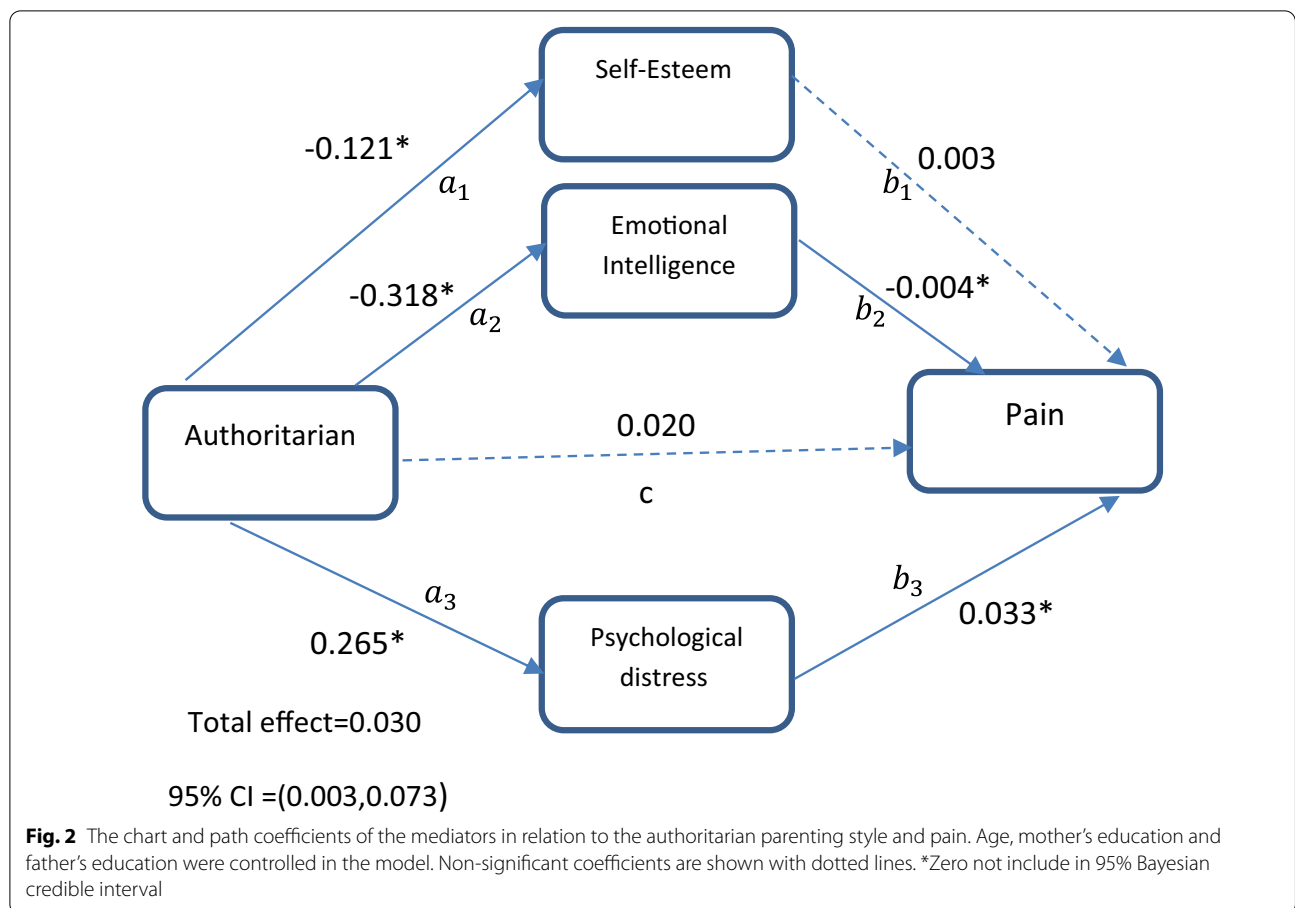 Self-Esteem
-0.121*
a₁
0.003
b₁
Emotional
Intelligence
-0.318*
a₂
-0.004*
b₂
Authoritarian
0.020
c
Pain
a₃
0.265*
Psychological
distress
b₃
0.033*
Total effect=0.030
95% CI =(0.003,0.073)
Fig. 2 The chart and path coefficients of the mediators in relation to the authoritarian parenting style and pain. Age, mother's education and
father's education were controlled in the model. Non-significant coefficients are shown with dotted lines. *Zero not include in 95% Bayesian
credible interval